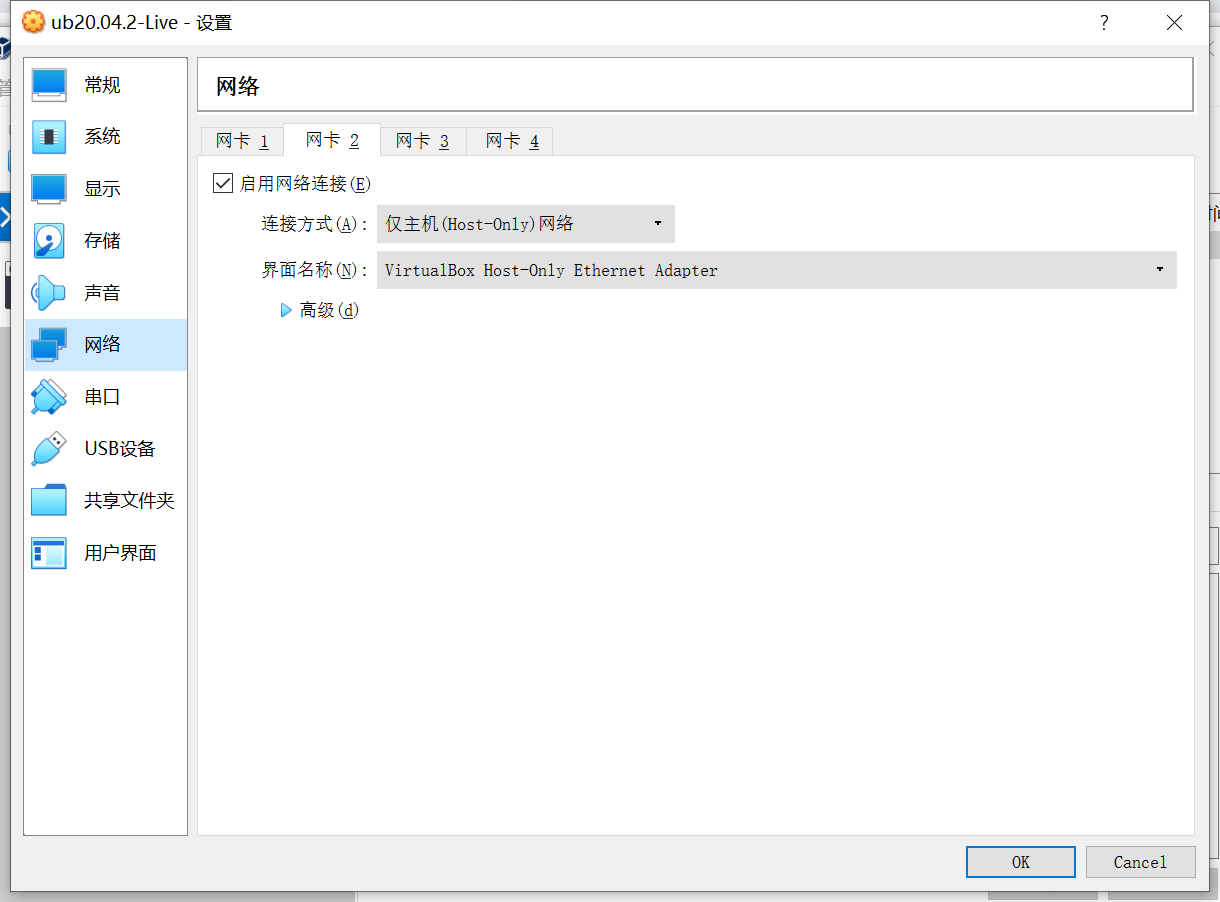 ub20.04.2-Live - 设置
?
常规
系统
显示
存储
声音
网络
串口
USB设备
共享文件夹
用户界面
网络
网卡 1
网卡 2
网卡 3
网卡 4
启用网络连接(E)
连接方式(A):
仅主机(Host-Only)网络
界面名称(N):
VirtualBox Host-Only Ethernet Adapter
高级(d)
OK
Cancel